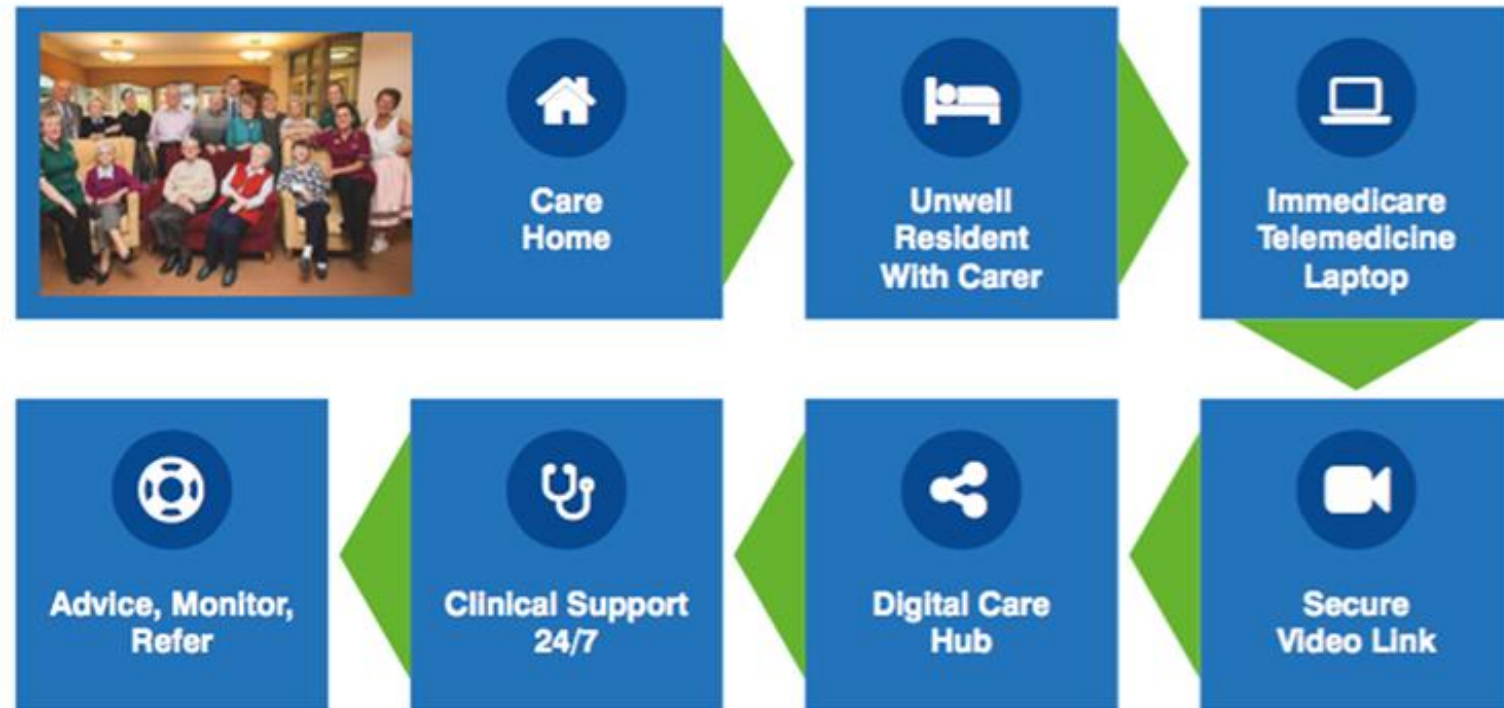 Care
Home
Unwell
Resident
With Carer
Immedicare
Telemedicine
Laptop
Advice, Monitor,
Refer
Clinical Support
24/7
Digital Care
Hub
Secure
Video Link